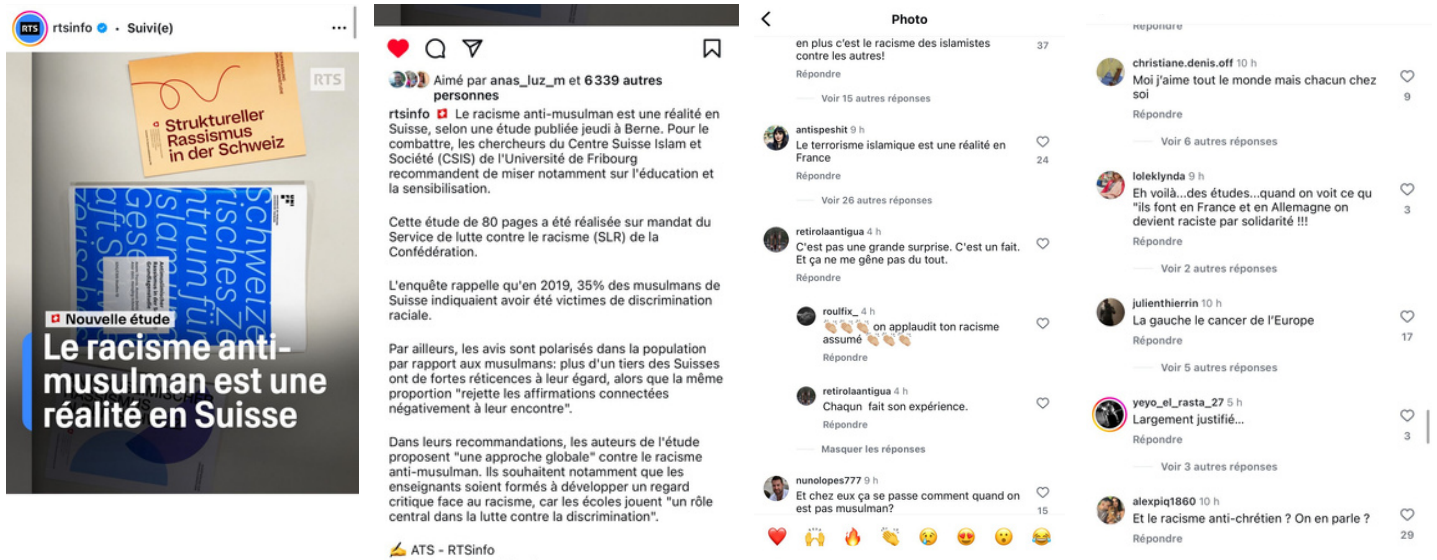 RTS
rtsinfo • Suivi(e)
RTS
Struktureller
Rassismus
in der Schweiz
Nouvelle étude
Le racisme anti-
musulman est une
réalité en Suisse
Aimé par anas_luz_m et 6 339 autres
personnes
rtsinfo 🇨🇭 Le racisme anti-musulman est une réalité en
Suisse, selon une étude publiée jeudi à Berne. Pour le
combattre, les chercheurs du Centre Suisse Islam et
Société (CSIS) de l'Université de Fribourg
recommandent de miser notamment sur l'éducation et
la sensibilisation.
Cette étude de 80 pages a été réalisée sur mandat du
Service de lutte contre le racisme (SLR) de la
Confédération.
L'enquête rappelle qu'en 2019, 35% des musulmans de
Suisse indiquaient avoir été victimes de discrimination
raciale.
Par ailleurs, les avis sont polarisés dans la population
par rapport aux musulmans: plus d'un tiers des Suisses
ont de fortes réticences à leur égard, alors que la même
proportion "rejette les affirmations connectées
négativement à leur encontre".
Dans leurs recommandations, les auteurs de l'étude
proposent "une approche globale" contre le racisme
anti-musulman. Ils souhaitent notamment que les
enseignants soient formés à développer un regard
critique face au racisme, car les écoles jouent "un rôle
central dans la lutte contre la discrimination".
✍️ ATS - RTSinfo
Photo
en plus c'est le racisme des islamistes
contre les autres!
37
Répondre
Voir 15 autres réponses
antispeshit 9 h
Le terrorisme islamique est une réalité en
France
24
Répondre
Voir 26 autres réponses
retirolaantigua 4 h
C'est pas une grande surprise. C'est un fait.
Et ça ne me gêne pas du tout.
Répondre
roulfix_ 4 h
👏🏼👏🏼👏🏼 on applaudit ton racisme
assumé 👏🏼👏🏼👏🏼
Répondre
retirolaantigua 4 h
Chaqun fait son expérience.
Répondre
Masquer les réponses
nunolopes777 9 h
Et chez eux ça se passe comment quand on
est pas musulman?
15
Répondre
christiane.denis.off 10 h
Moi j'aime tout le monde mais chacun chez
soi
9
Répondre
Voir 6 autres réponses
loleklynda 9 h
Eh voilà...des études...quand on voit ce qu
"ils font en France et en Allemagne on
devient raciste par solidarité !!!
3
Répondre
Voir 2 autres réponses
julienthierrin 10 h
La gauche le cancer de l'Europe
17
Répondre
Voir 5 autres réponses
yeyo_el_rasta_27 5 h
Largement justifié...
3
Répondre
Voir 3 autres réponses
alexpiq1860 10 h
Et le racisme anti-chrétien ? On en parle ?
29
Répondre